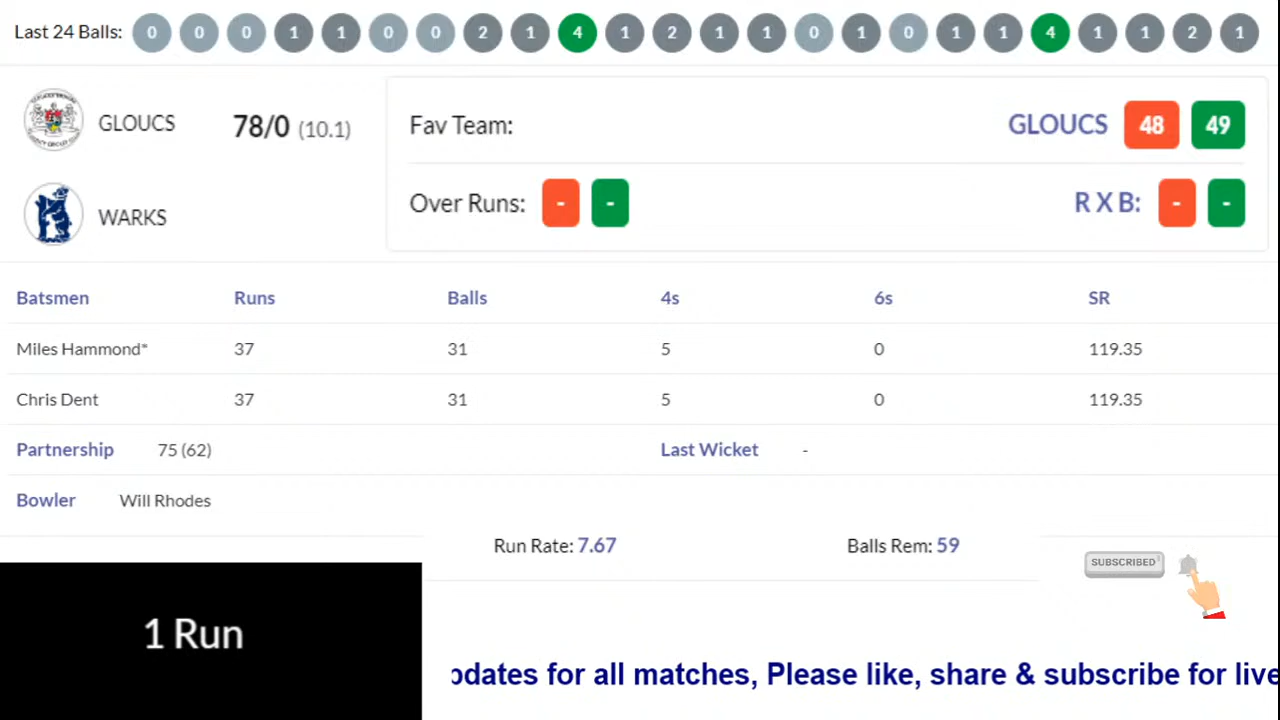 Last 24 Balls: 0 0 0 1 1 0 0 2 1 4 1 2 1 1 0 1 0 1 1 4 1 1 2 1
GLOUCS 78/0 (10.1)
Fav Team: GLOUCS 48 49
WARKS
Over Runs: - - R X B: - -
Batsmen Runs Balls 4s 6s SR
Miles Hammond* 37 31 5 0 119.35
Chris Dent 37 31 5 0 119.35
Partnership 75 (62) Last Wicket -
Bowler Will Rhodes
Run Rate: 7.67 Balls Rem: 59
SUBSCRIBED
1 Run
pdates for all matches, Please like, share & subscribe for live